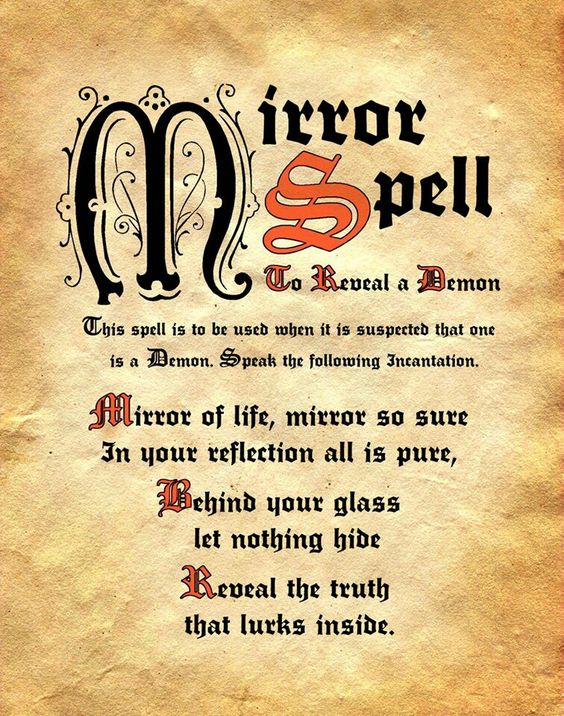 Mirror
Spell
To Reveal a Demon
This spell is to be used when it is suspected that one
is a Demon. Speak the following Incantation.
Mirror of life, mirror so sure
In your reflection all is pure,
Behind your glass
let nothing hide
Reveal the truth
that lurks inside.